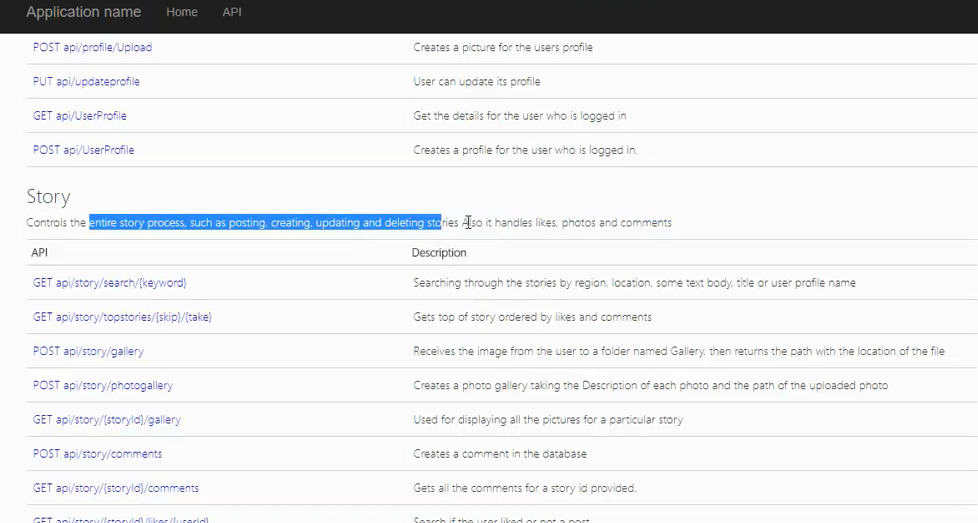 Application name Home API
POST api/profile/Upload Creates a picture for the users profile
PUT api/updateprofile User can update its profile
GET api/UserProfile Get the details for the user who is logged in
POST api/UserProfile Creates a profile for the user who is logged in.
Story
Controls the entire story process, such as posting, creating, updating and deleting stories Also it handles likes, photos and comments
API Description
GET api/story/search/{keyword} Searching through the stories by region, location, some text body, title or user profile name
GET api/story/topstories/{skip}/{take} Gets top of story ordered by likes and comments
POST api/story/gallery Receives the image from the user to a folder named Gallery, then returns the path with the location of the file
POST api/story/photogallery Creates a photo gallery taking the Description of each photo and the path of the uploaded photo
GET api/story/{storyId}/gallery Used for displaying all the pictures for a particular story
POST api/story/comments Creates a comment in the database
GET api/story/{storyId}/comments Gets all the comments for a story Id provided.
GET api/story/{storyId}/likes/{userId} Search if the user liked or not a post